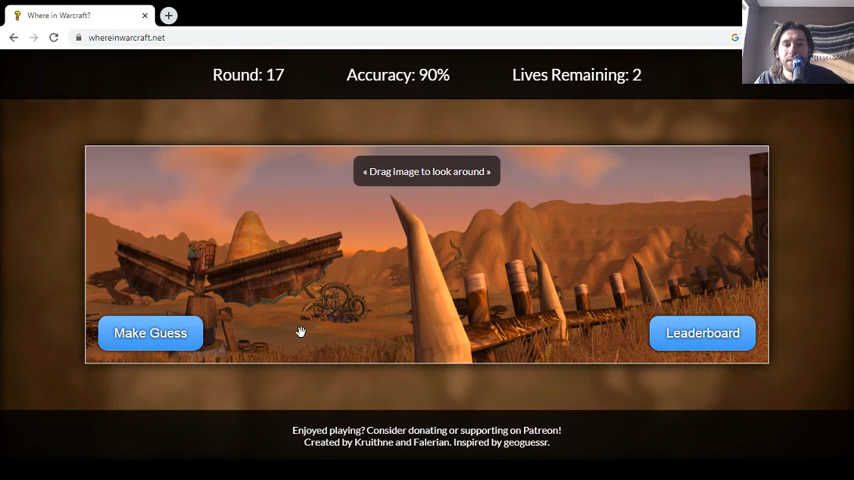 Where in Warcraft?
whereinwarcraft.net
Round: 17
Accuracy: 90%
Lives Remaining: 2
« Drag image to look around »
Make Guess
Leaderboard
Enjoyed playing? Consider donating or supporting on Patreon!
Created by Kruithne and Falerian. Inspired by geoguessr.